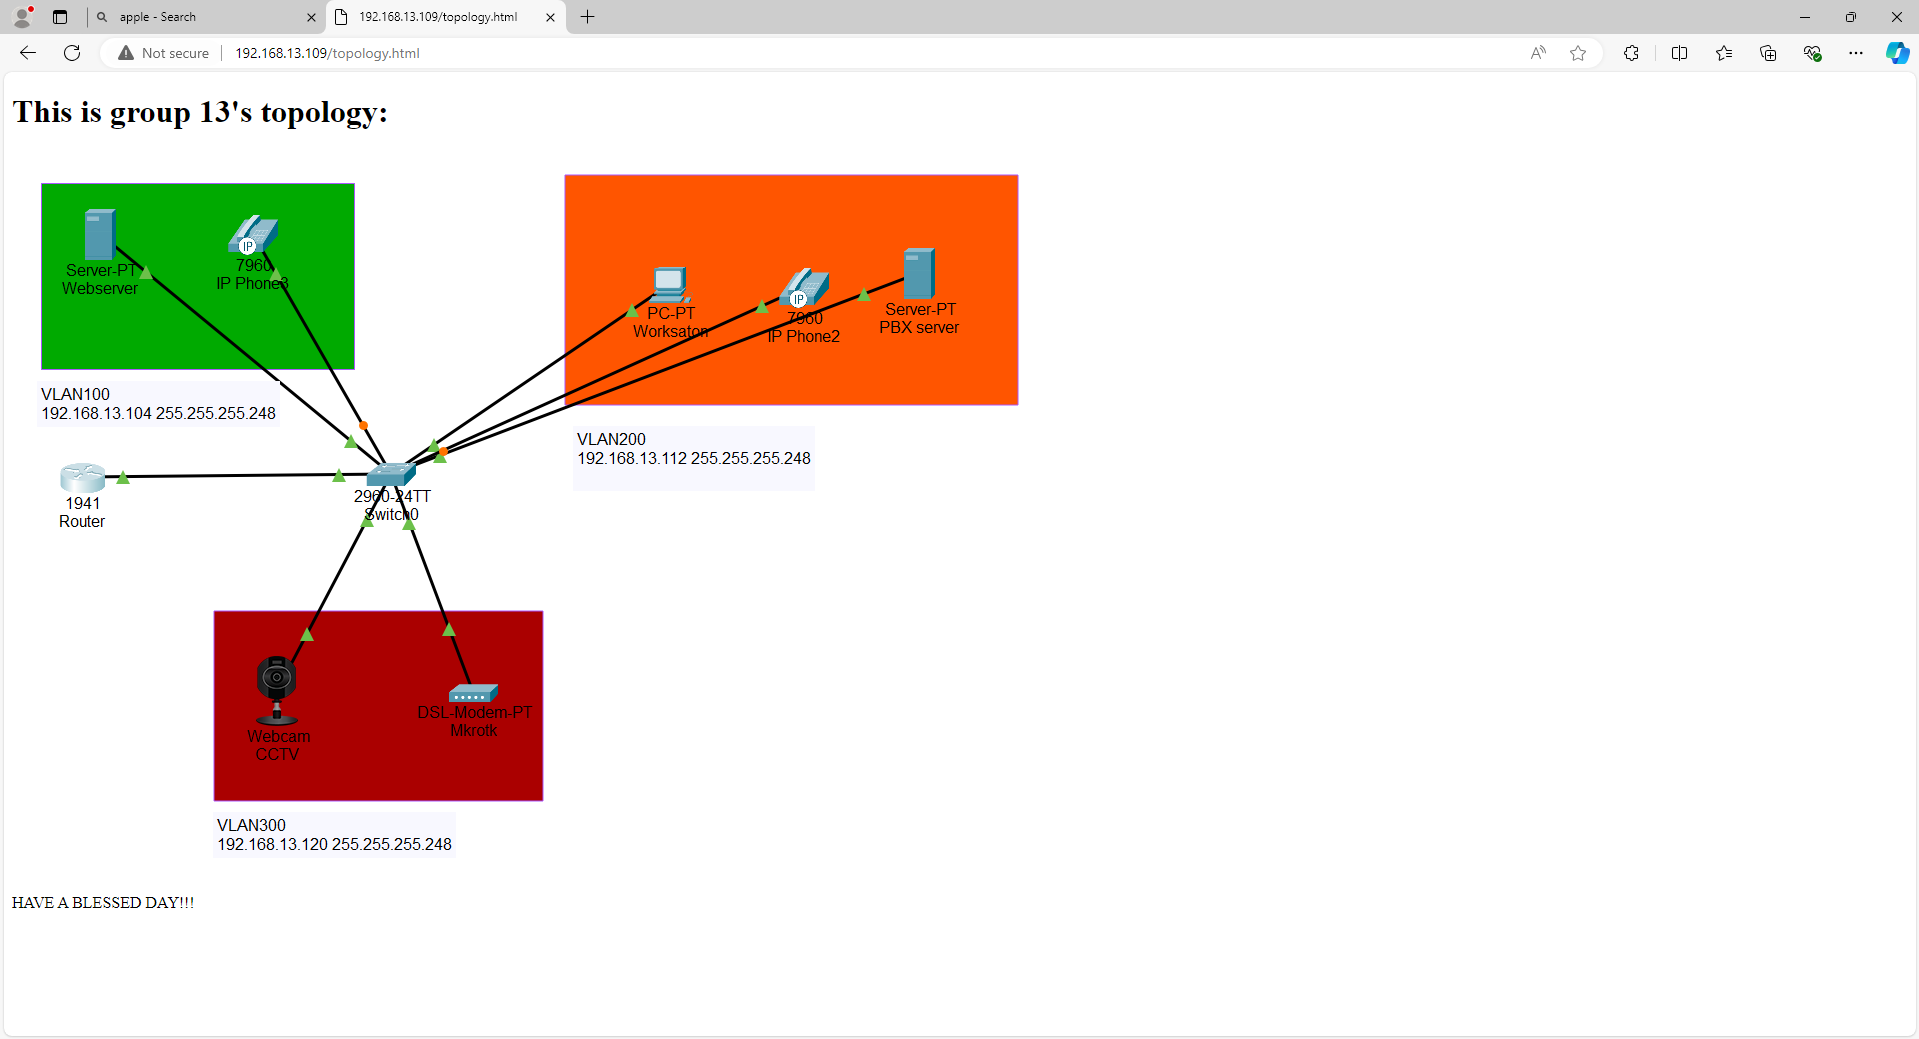 apple - Search
192.168.13.109/topology.html
Not secure
192.168.13.109/topology.html
This is group 13's topology:
Server-PT
Webserver
IP
7960
IP Phone3
PC-PT
Worksaton
IP
7960
IP Phone2
Server-PT
PBX server
VLAN100
192.168.13.104 255.255.255.248
VLAN200
192.168.13.112 255.255.255.248
1941
Router
2960-24TT
Switch0
Webcam
CCTV
DSL-Modem-PT
Mkrotk
VLAN300
192.168.13.120 255.255.255.248
HAVE A BLESSED DAY!!!